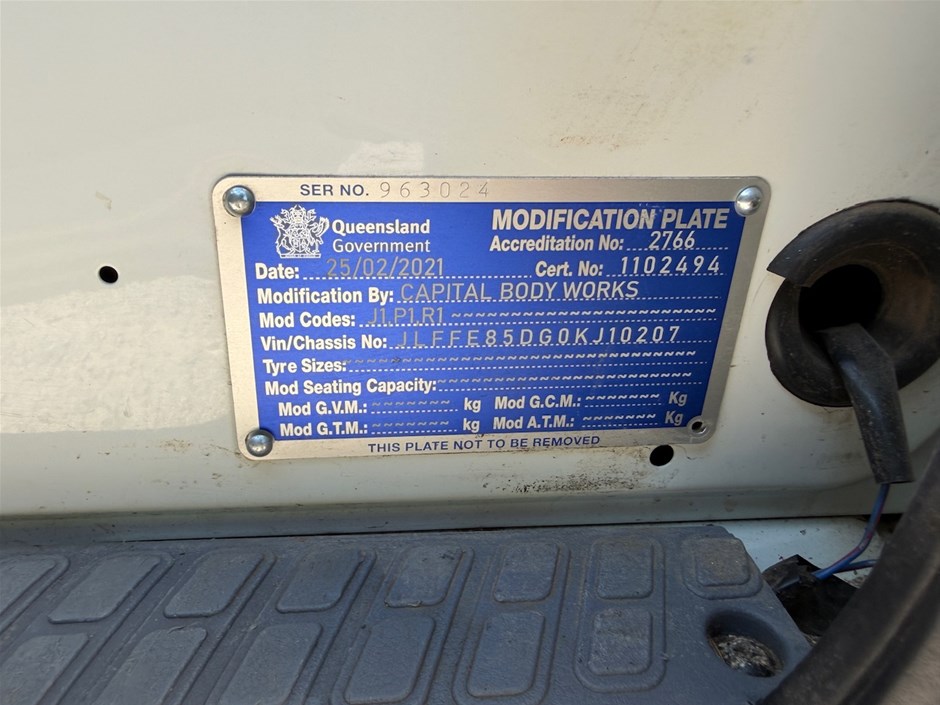 SER NO. 963024
Queensland Government
MODIFICATION PLATE
Accreditation No: 2766
Date: 25/02/2021 Cert. No: 1102494
Modification By: CAPITAL BODY WORKS
Mod Codes: J1,P1,R1~~~~~~~~~~~~~~~~~~~~~~~
Vin/Chassis No: JLFFE85DG0KJ10207
Tyre Sizes:~~~~~~~~~~~~~~~~~~~~~~~~~~~~~
Mod Seating Capacity:~~~~~~~~~~~~~~~~~~~~~
Mod G.V.M.: ~~~~~~~ kg Mod G.C.M.: ~~~~~~~ Kg
Mod G.T.M.: ~~~~~~~ kg Mod A.T.M.: ~~~~~~~ Kg
THIS PLATE NOT TO BE REMOVED